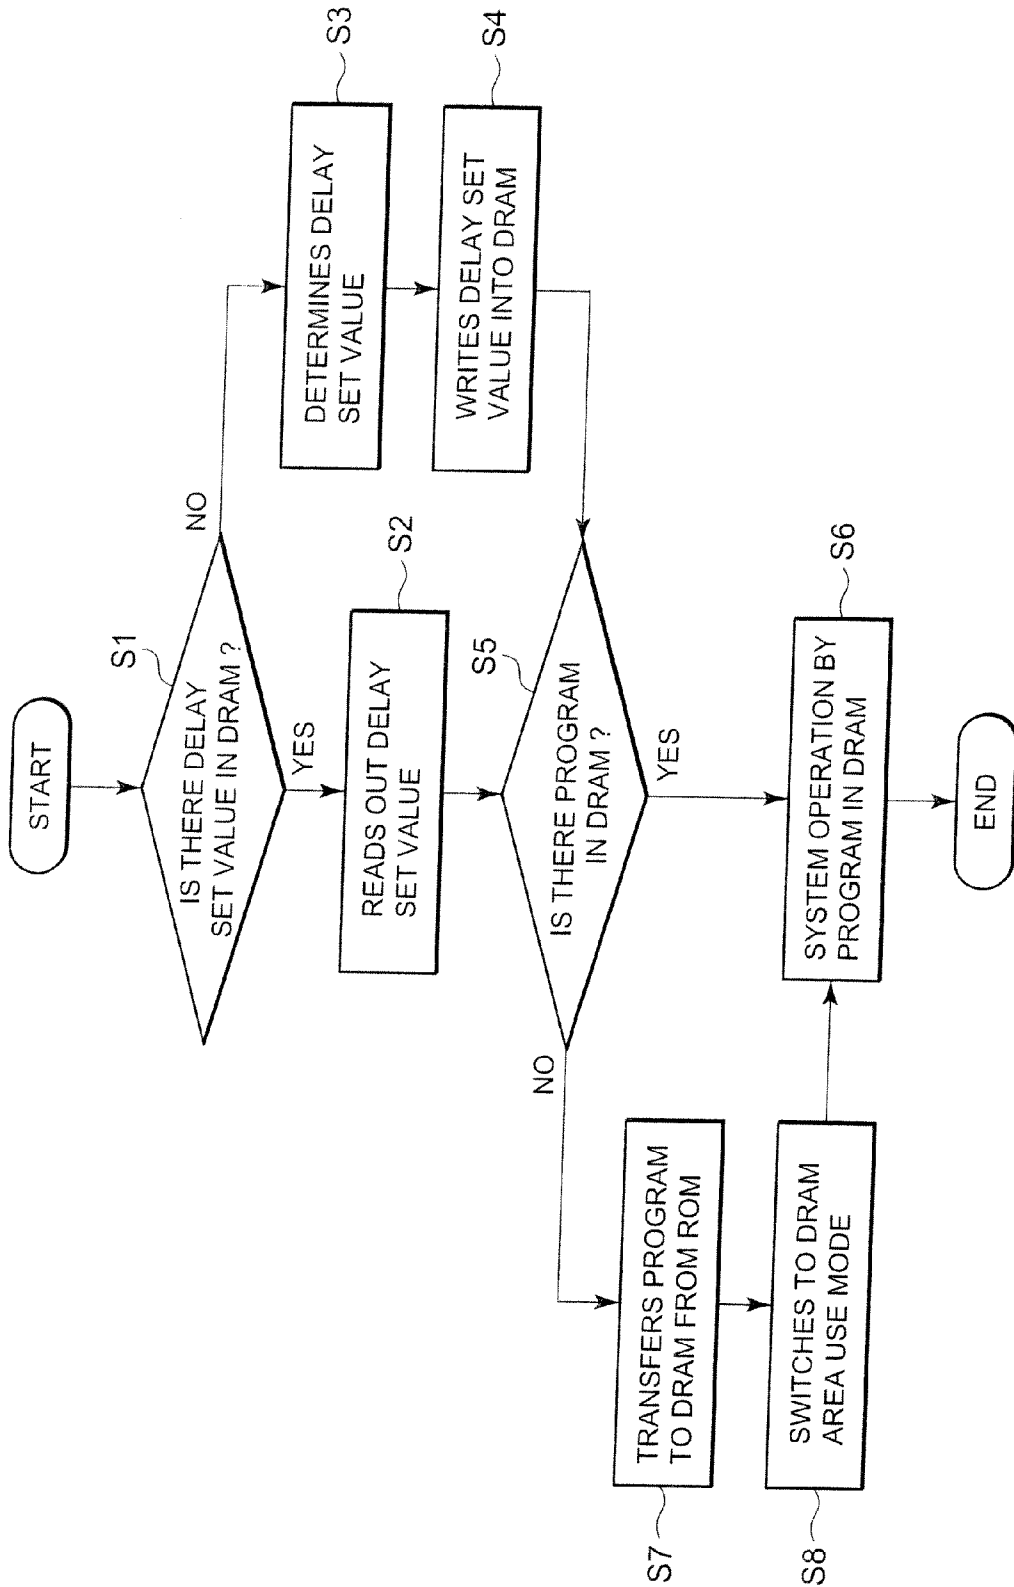 START
S1
IS THERE DELAY
SET VALUE IN DRAM ?
NO
YES
S3
DETERMINES DELAY
SET VALUE
S2
READS OUT DELAY
SET VALUE
S4
WRITES DELAY SET
VALUE INTO DRAM
S5
IS THERE PROGRAM
IN DRAM ?
NO
YES
S7
TRANSFERS PROGRAM
TO DRAM FROM ROM
S6
SYSTEM OPERATION BY
PROGRAM IN DRAM
S8
SWITCHES TO DRAM
AREA USE MODE
END